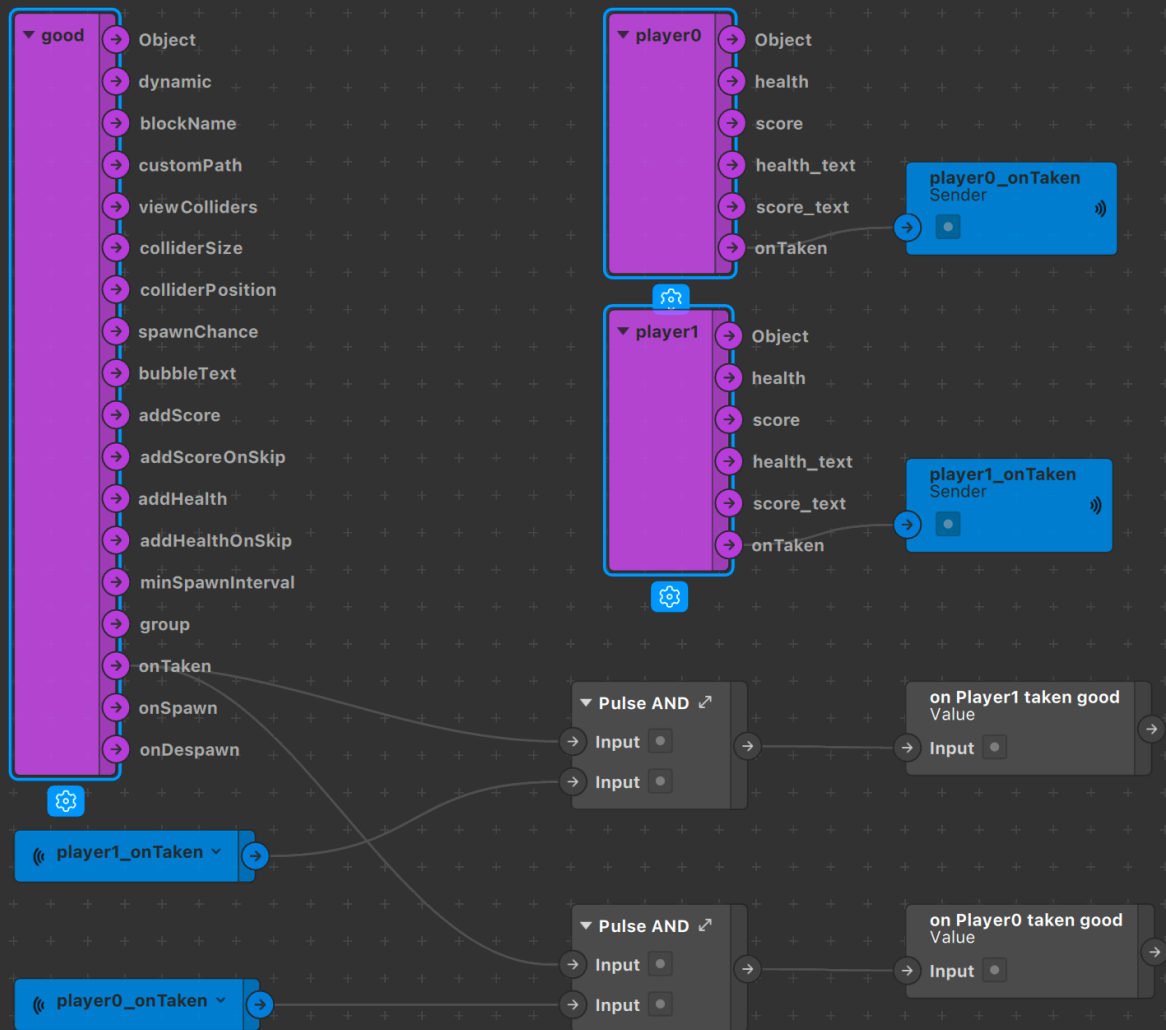 good
Object
dynamic
blockName
customPath
viewColliders
colliderSize
colliderPosition
spawnChance
bubbleText
addScore
addScoreOnSkip
addHealth
addHealthOnSkip
minSpawnInterval
group
onTaken
onSpawn
onDespawn
player0
Object
health
score
health_text
score_text
onTaken
player0_onTaken
Sender
player1
Object
health
score
health_text
score_text
onTaken
player1_onTaken
Sender
player1_onTaken
Pulse AND
Input
Input
on Player1 taken good
Value
Input
player0_onTaken
Pulse AND
Input
Input
on Player0 taken good
Value
Input